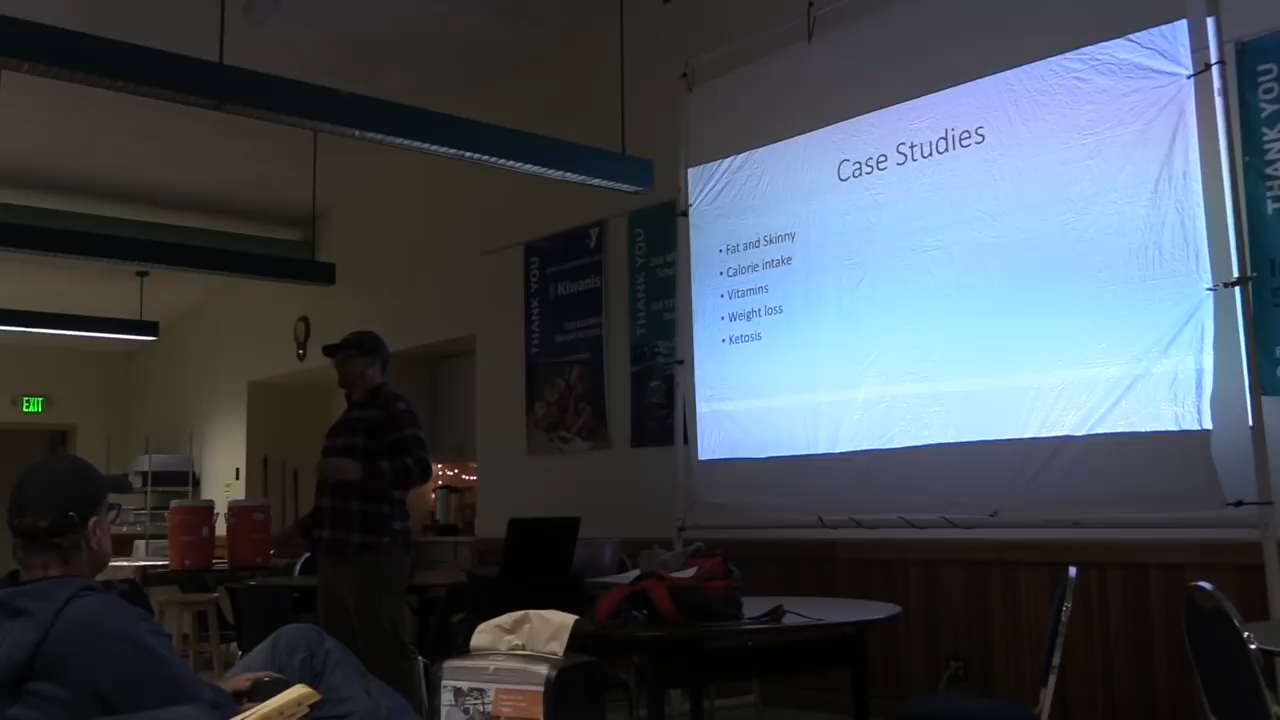 Case Studies
• Fat and Skinny
• Calorie intake
• Vitamins
• Weight loss
• Ketosis
THANK YOU
Kiwanis
THANK YOU
THANK YOU
EXIT